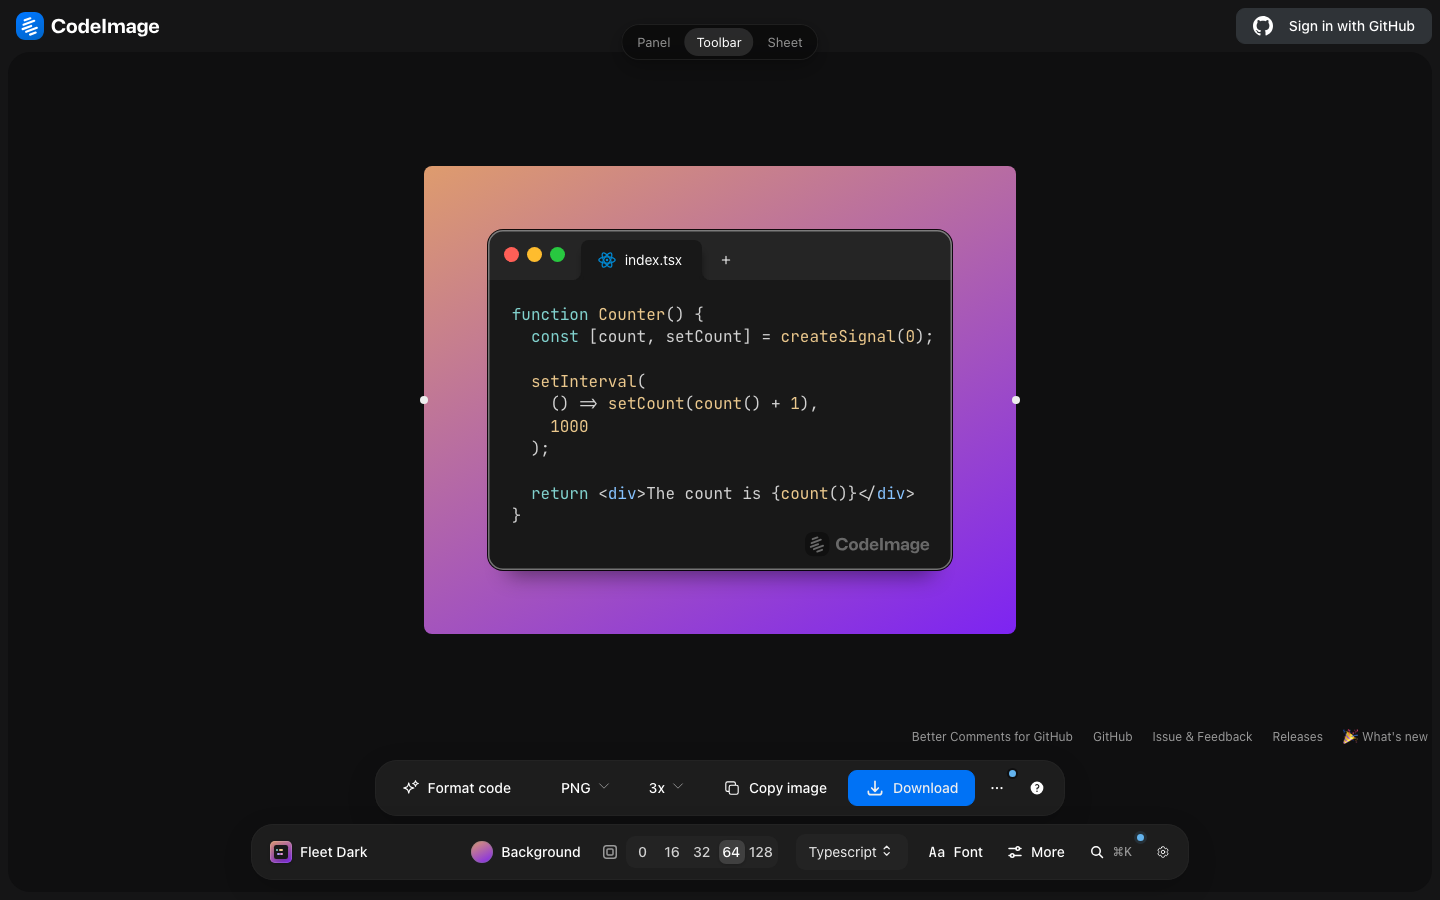 CodeImage
Panel Toolbar Sheet
Sign in with GitHub
index.tsx +
function Counter() {
  const [count, setCount] = createSignal(0);
  setInterval(
    () => setCount(count() + 1),
    1000
  );
  return <div>The count is {count()}</div>
}
CodeImage
Better Comments for GitHub GitHub Issue & Feedback Releases 🎉 What's new
Format code PNG 3x Copy image Download ... ?
Fleet Dark Background 0 16 32 64 128 Typescript Aa Font More ⌘K